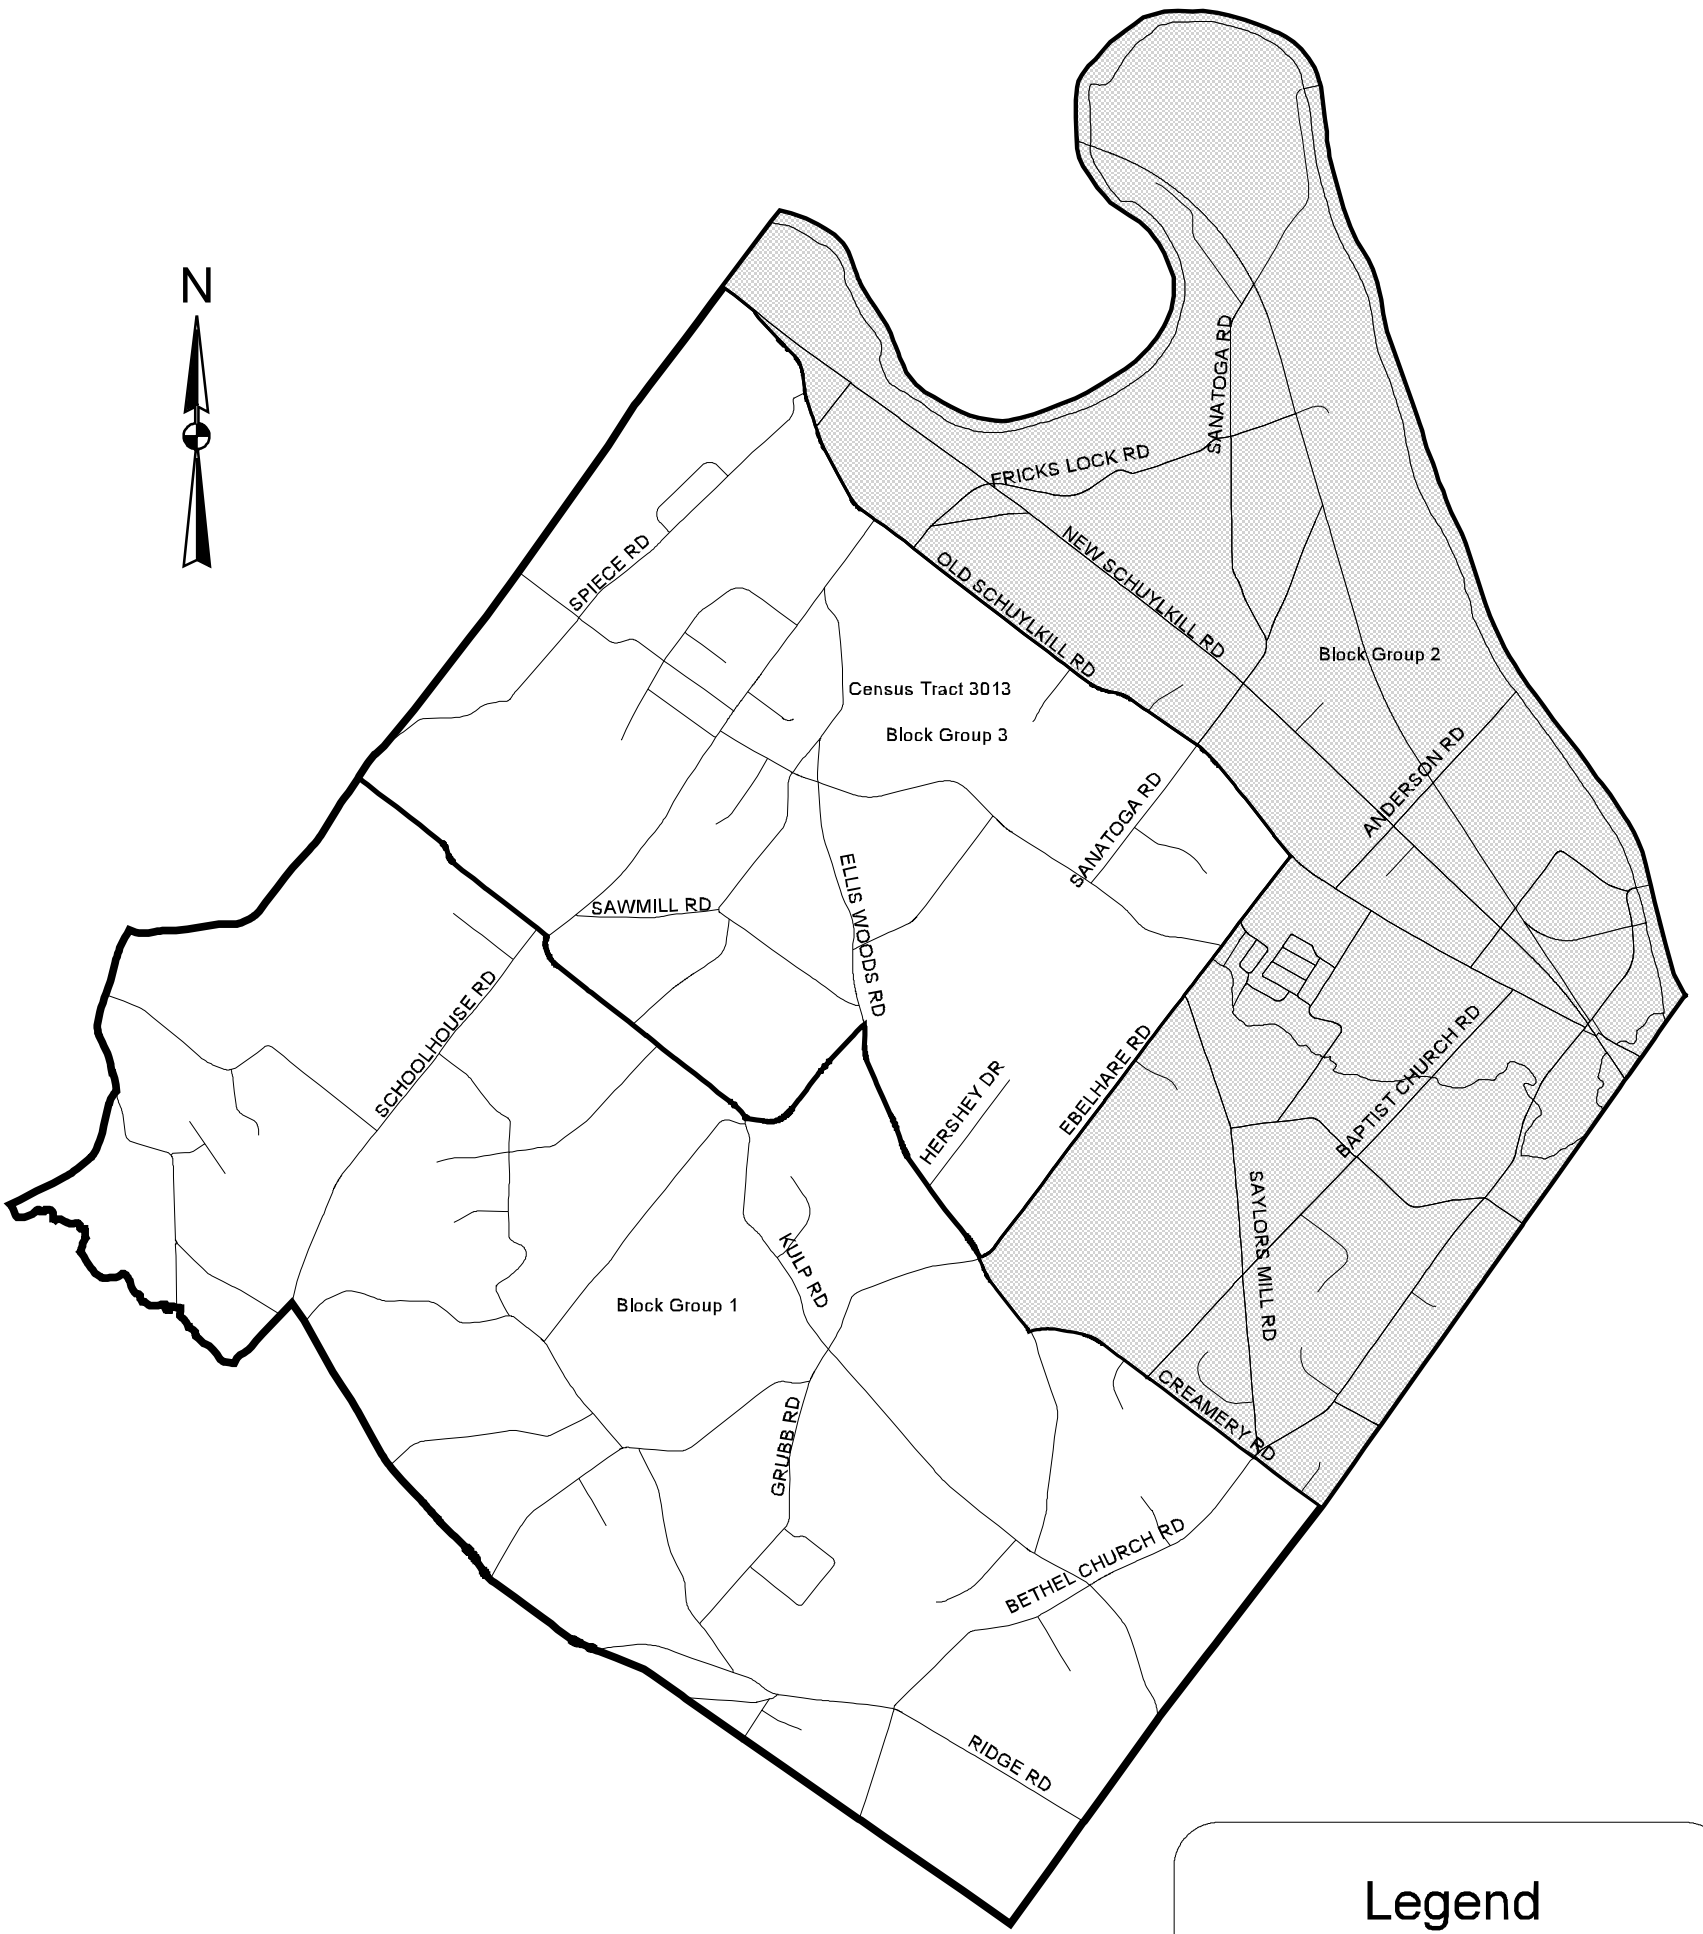 N
SANATOGA RD
FRICKS LOCK RD
SPIECE RD
NEW SCHUYLKILL RD
OLD SCHUYLKILL RD
Block Group 2
Census Tract 3013
Block Group 3
ANDERSON RD
SANATOGA RD
SAWMILL RD
ELLIS WOODS RD
SCHOOLHOUSE RD
HERSHEY DR
EBELHARE RD
BAPTIST CHURCH RD
SAYLORS MILL RD
KULP RD
Block Group 1
CREAMERY RD
GRUBB RD
BETHEL CHURCH RD
RIDGE RD
Legend